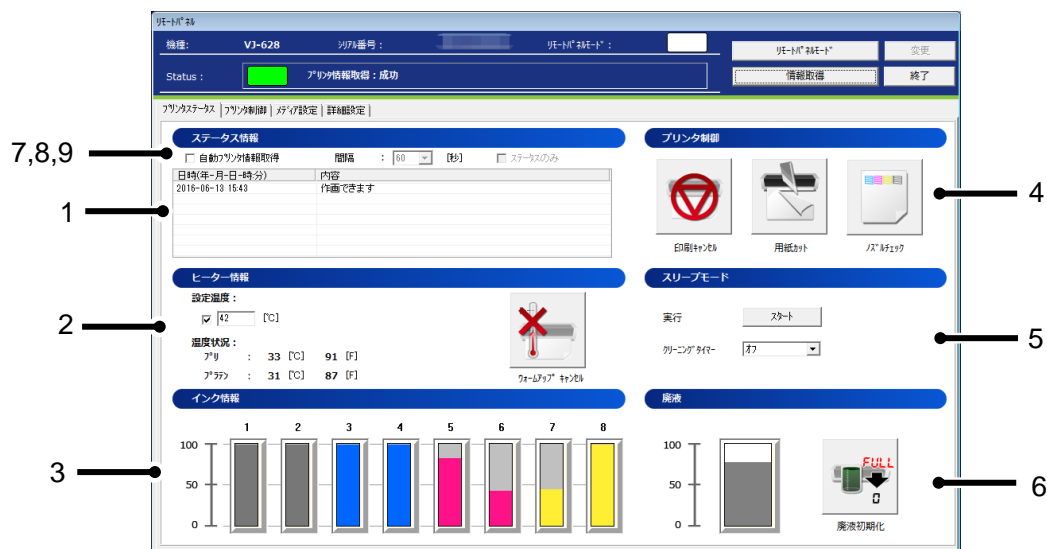 リモートパネル
機種: VJ-628 シリアル番号: リモートパネルモード: リモートパネルモード 変更
Status: プリンタ情報取得:成功 情報取得 終了
プリンタステータス プリンタ制御 メディア設定 詳細設定
ステータス情報 プリンタ制御
7,8,9
自動プリンタ情報取得 間隔 : 60 [秒] ステータスのみ
日時(年-月-日-時:分) 内容
2016-06-13 15:43 作画できます
1
4
印刷キャンセル 用紙カット ノズルチェック
ヒーター情報 スリープモード
設定温度:
42 [℃]
2
実行 スタート
温度状況:
プリ : 33 [℃] 91 [F]
クリーニングタイマー オフ
5
プラテン : 31 [℃] 87 [F]
ウォームアップ キャンセル
インク情報 廃液
1 2 3 4 5 6 7 8
100 100
3
50 50
FULL
0
6
0 0
廃液初期化